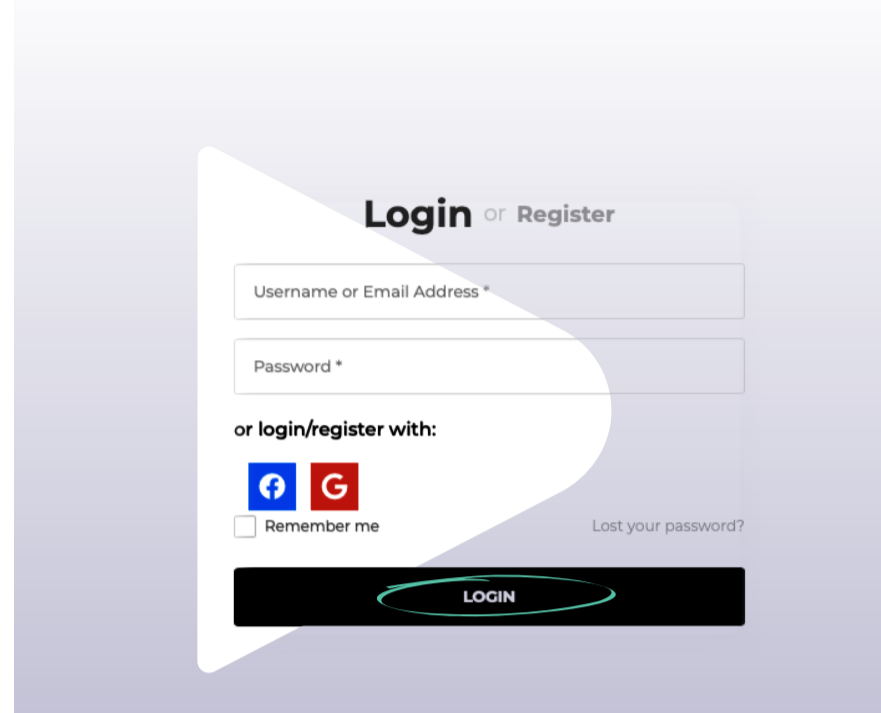 Login or Register
Username or Email Address *
Password *
or login/register with:
Remember me
Lost your password?
LOGIN